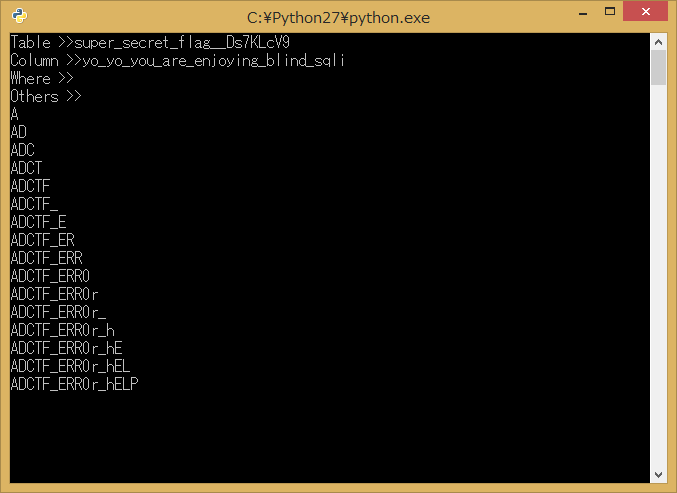 C:¥Python27¥python.exe
Table >>super_secret_flag__Ds7KLcV9
Column >>yo_yo_you_are_enjoying_blind_sqli
Where >>
Others >>
A
AD
ADC
ADCT
ADCTF
ADCTF_
ADCTF_E
ADCTF_ER
ADCTF_ERR
ADCTF_ERR0
ADCTF_ERR0r
ADCTF_ERR0r_
ADCTF_ERR0r_h
ADCTF_ERR0r_hE
ADCTF_ERR0r_hEL
ADCTF_ERR0r_hELP